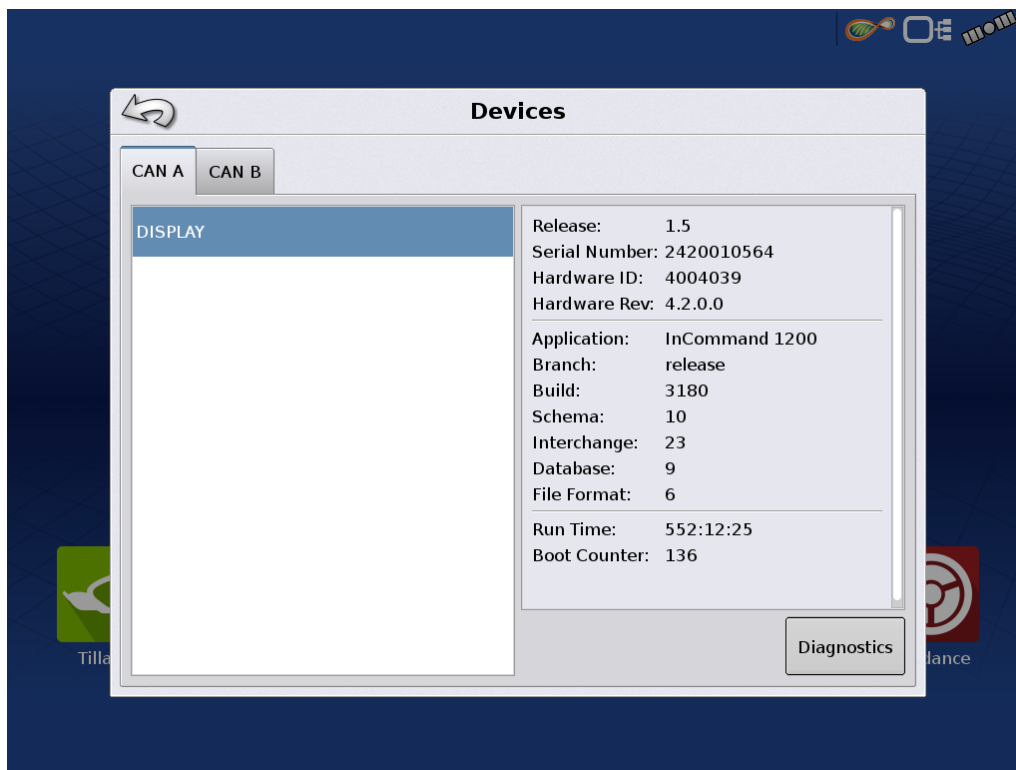 Devices
CAN A CAN B
DISPLAY
Release: 1.5
Serial Number: 2420010564
Hardware ID: 4004039
Hardware Rev: 4.2.0.0
Application: InCommand 1200
Branch: release
Build: 3180
Schema: 10
Interchange: 23
Database: 9
File Format: 6
Run Time: 552:12:25
Boot Counter: 136
Diagnostics
Tilla
dance